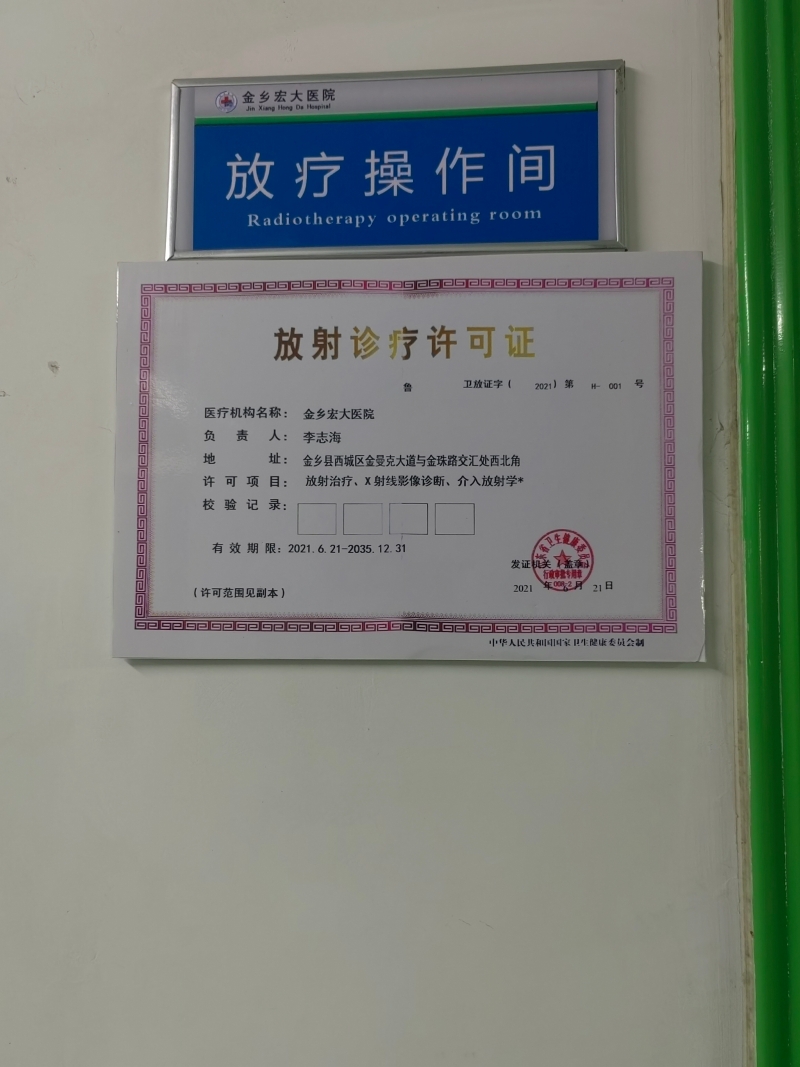 金乡宏大医院
Jin Xiang Hong Da Hospital
放疗操作间
Radiotherapy operating room
放射诊疗许可证
鲁 卫放证字( 2021)第 H- 001 号
医疗机构名称: 金乡宏大医院
负责人: 李志海
地址: 金乡县西城区金曼克大道与金珠路交汇处西北角
许可项目: 放射治疗、X射线影像诊断、介入放射学*
校验记录:
有效期限: 2021.6.21-2035.12.31
发证机关(盖章)
(许可范围见副本)
2021 年 6 月 21日
中华人民共和国国家卫生健康委员会制